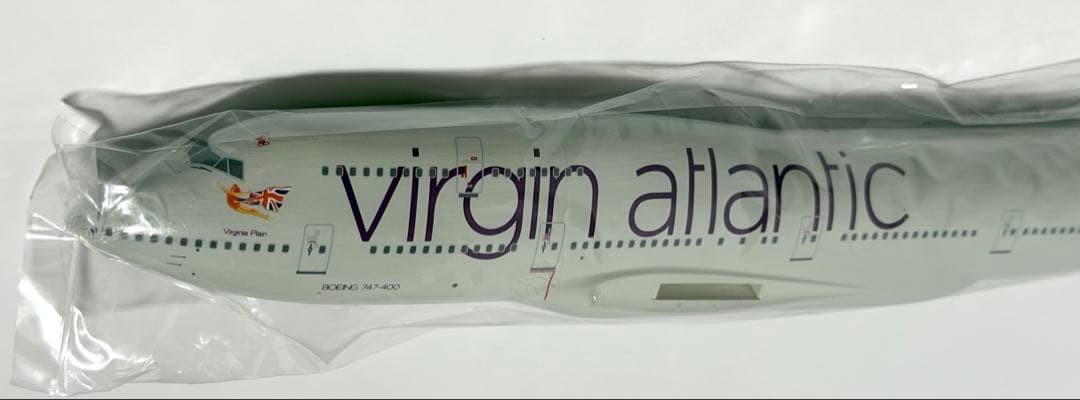 virgin atlantic
Virginia Plain
BOEING 747-400